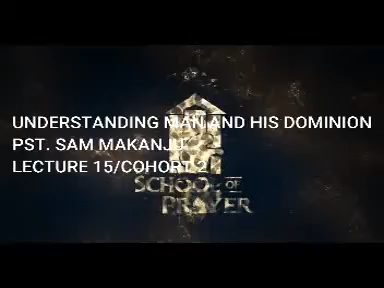 UNDERSTANDING MAN AND HIS DOMINION
PST. SAM MAKANJU
LECTURE 15/COHORT 2
SCHOOL OF
PRAYER